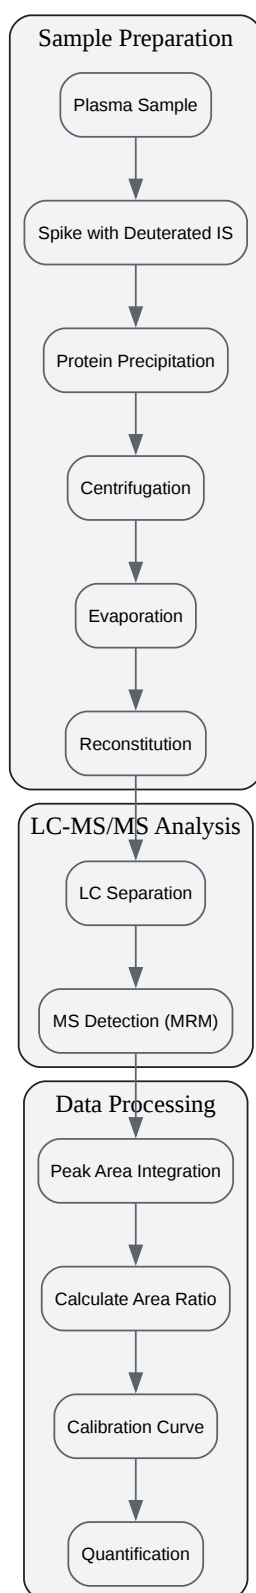 Sample Preparation
Plasma Sample
Spike with Deuterated IS
Protein Precipitation
Centrifugation
Evaporation
Reconstitution
LC-MS/MS Analysis
LC Separation
MS Detection (MRM)
Data Processing
Peak Area Integration
Calculate Area Ratio
Calibration Curve
Quantification